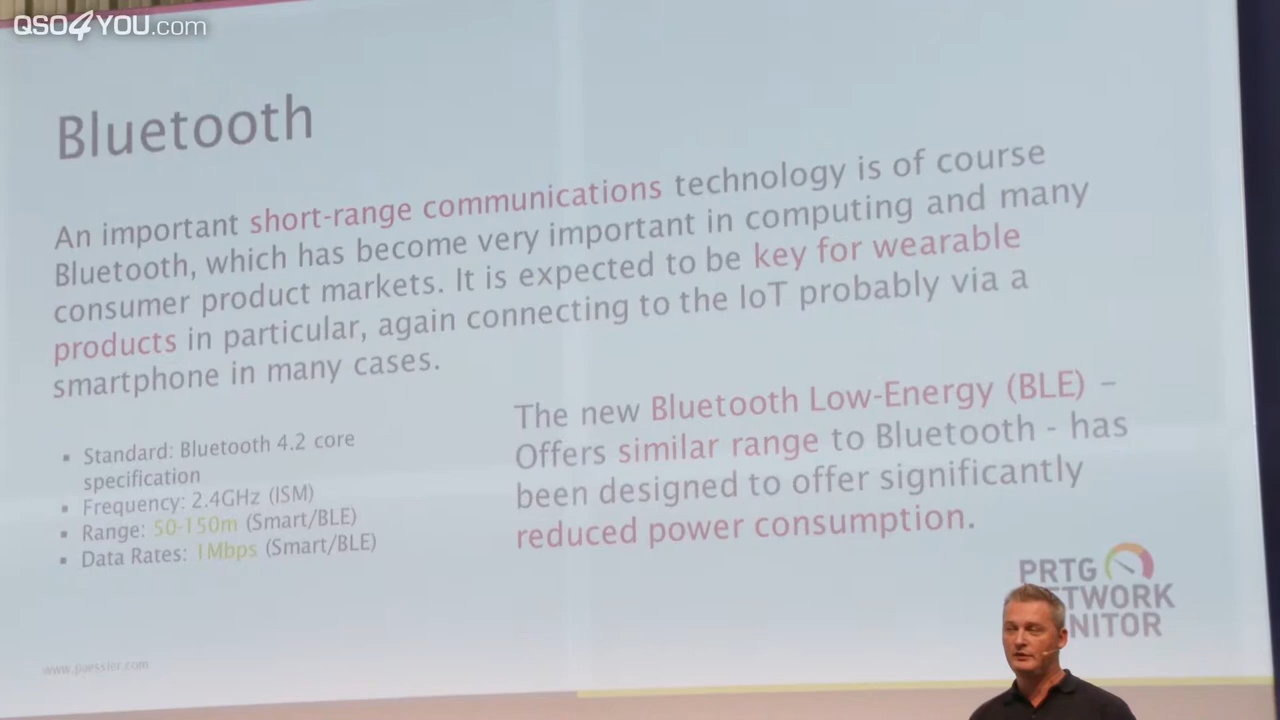 QSO4YOU.com
Bluetooth
An important short-range communications technology is of course
Bluetooth, which has become very important in computing and many
consumer product markets. It is expected to be key for wearable
products in particular, again connecting to the IoT probably via a
smartphone in many cases.
▪ Standard: Bluetooth 4.2 core
specification
▪ Frequency: 2.4GHz (ISM)
▪ Range: 50-150m (Smart/BLE)
▪ Data Rates: 1Mbps (Smart/BLE)
The new Bluetooth Low-Energy (BLE) –
Offers similar range to Bluetooth - has
been designed to offer significantly
reduced power consumption.
PRTG
TWORK
NITOR
www.paessler.com